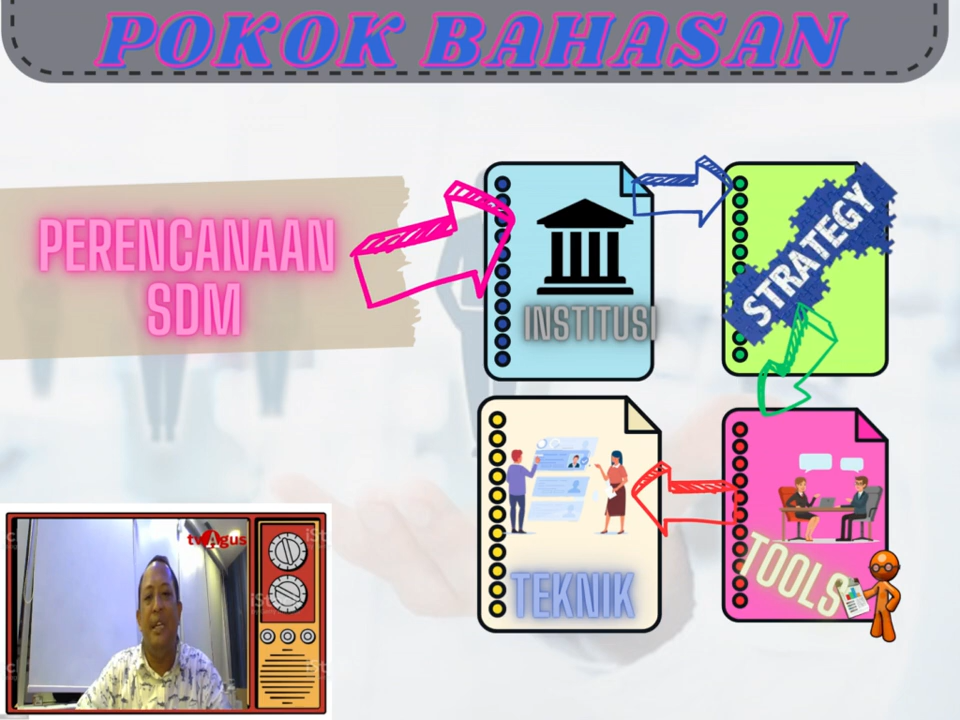 POKOK BAHASAN
PERENCANAAN
SDM
INSTITUSI
STRATEGY
TEKNIK
TOOLS
tvAgus